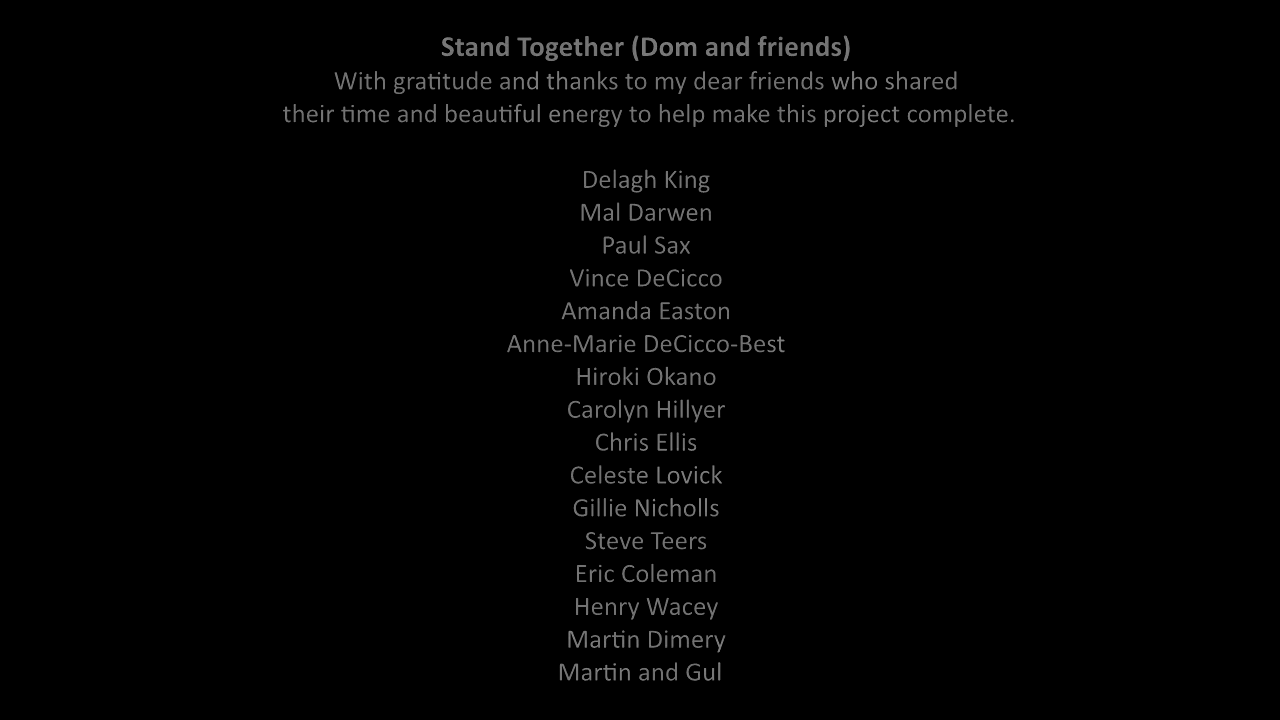 Stand Together (Dom and friends)
With gratitude and thanks to my dear friends who shared
their time and beautiful energy to help make this project complete.
Delagh King
Mal Darwen
Paul Sax
Vince DeCicco
Amanda Easton
Anne-Marie DeCicco-Best
Hiroki Okano
Carolyn Hillyer
Chris Ellis
Celeste Lovick
Gillie Nicholls
Steve Teers
Eric Coleman
Henry Wacey
Martin Dimery
Martin and Gul